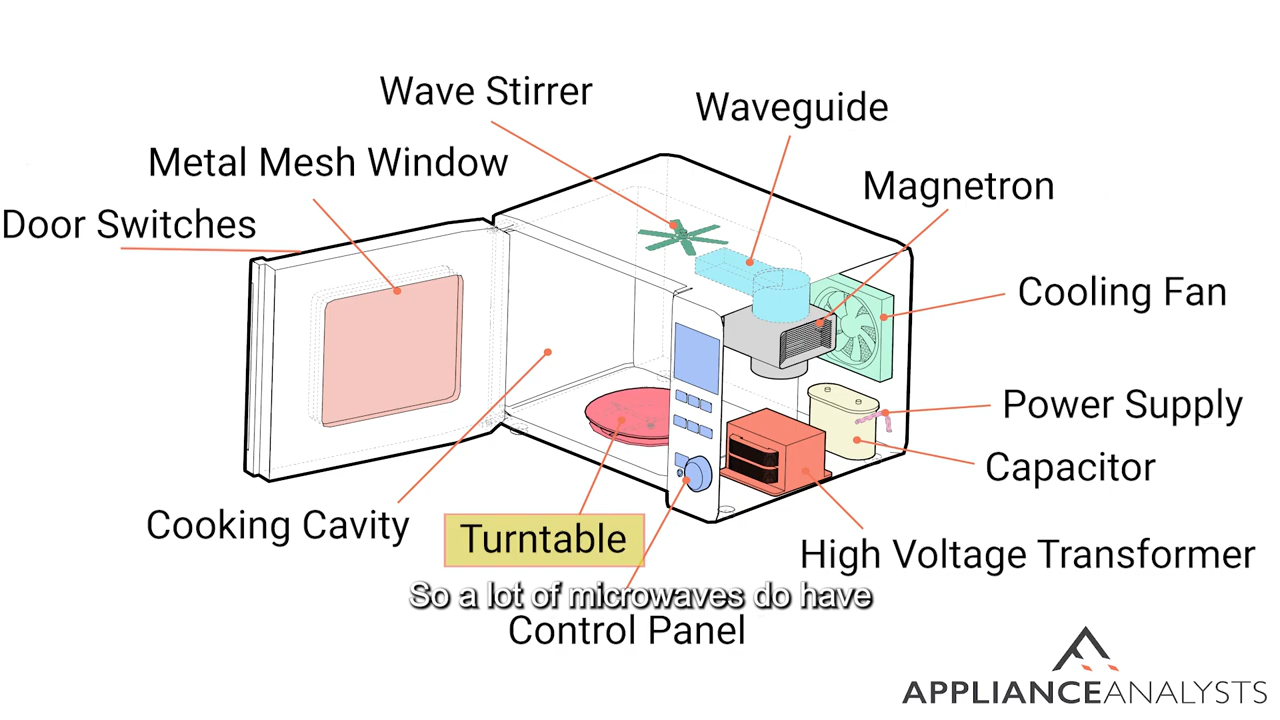 Wave Stirrer
Waveguide
Metal Mesh Window
Magnetron
Door Switches
Cooling Fan
Power Supply
Capacitor
Cooking Cavity
Turntable
High Voltage Transformer
So a lot of microwaves do have
Control Panel
APPLIANCEANALYSTS